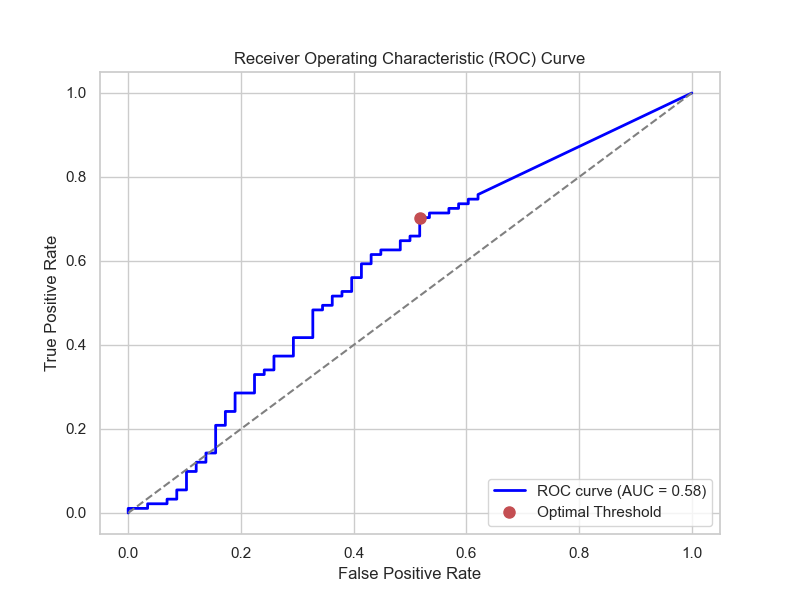 Receiver Operating Characteristic (ROC) Curve
1.0
0.8
0.6
0.4
0.2
0.0
True Positive Rate
0.0 0.2 0.4 0.6 0.8 1.0
False Positive Rate
ROC curve (AUC = 0.58)
Optimal Threshold